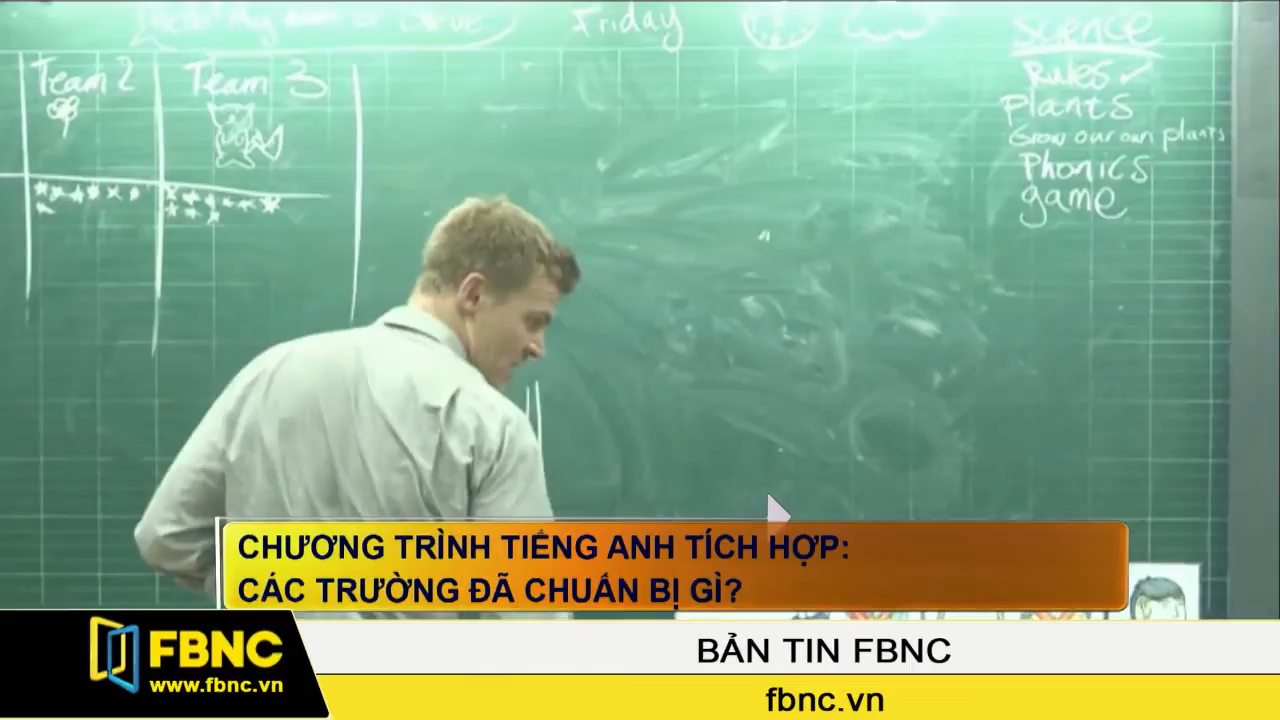 Friday
Science
Rules ✓
Plants
Grow our own plants
Phonics
game
Team 2
Team 3
CHƯƠNG TRÌNH TIẾNG ANH TÍCH HỢP:
CÁC TRƯỜNG ĐÃ CHUẨN BỊ GÌ?
FBNC
www.fbnc.vn
BẢN TIN FBNC
fbnc.vn